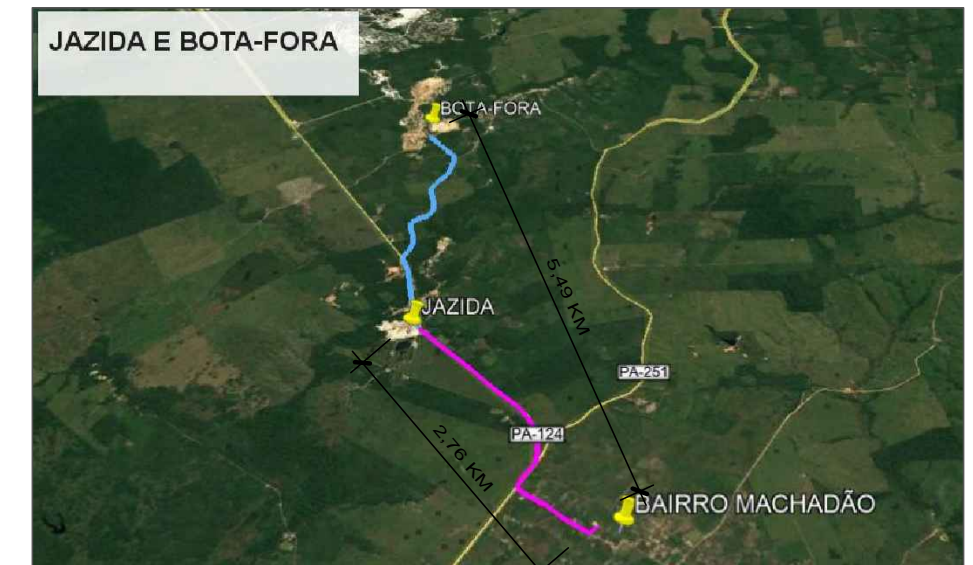 JAZIDA E BOTA-FORA
BOTA-FORA
5,49 KM
JAZIDA
PA-251
PA-124
2,76 KM
BAIRRO MACHADÃO